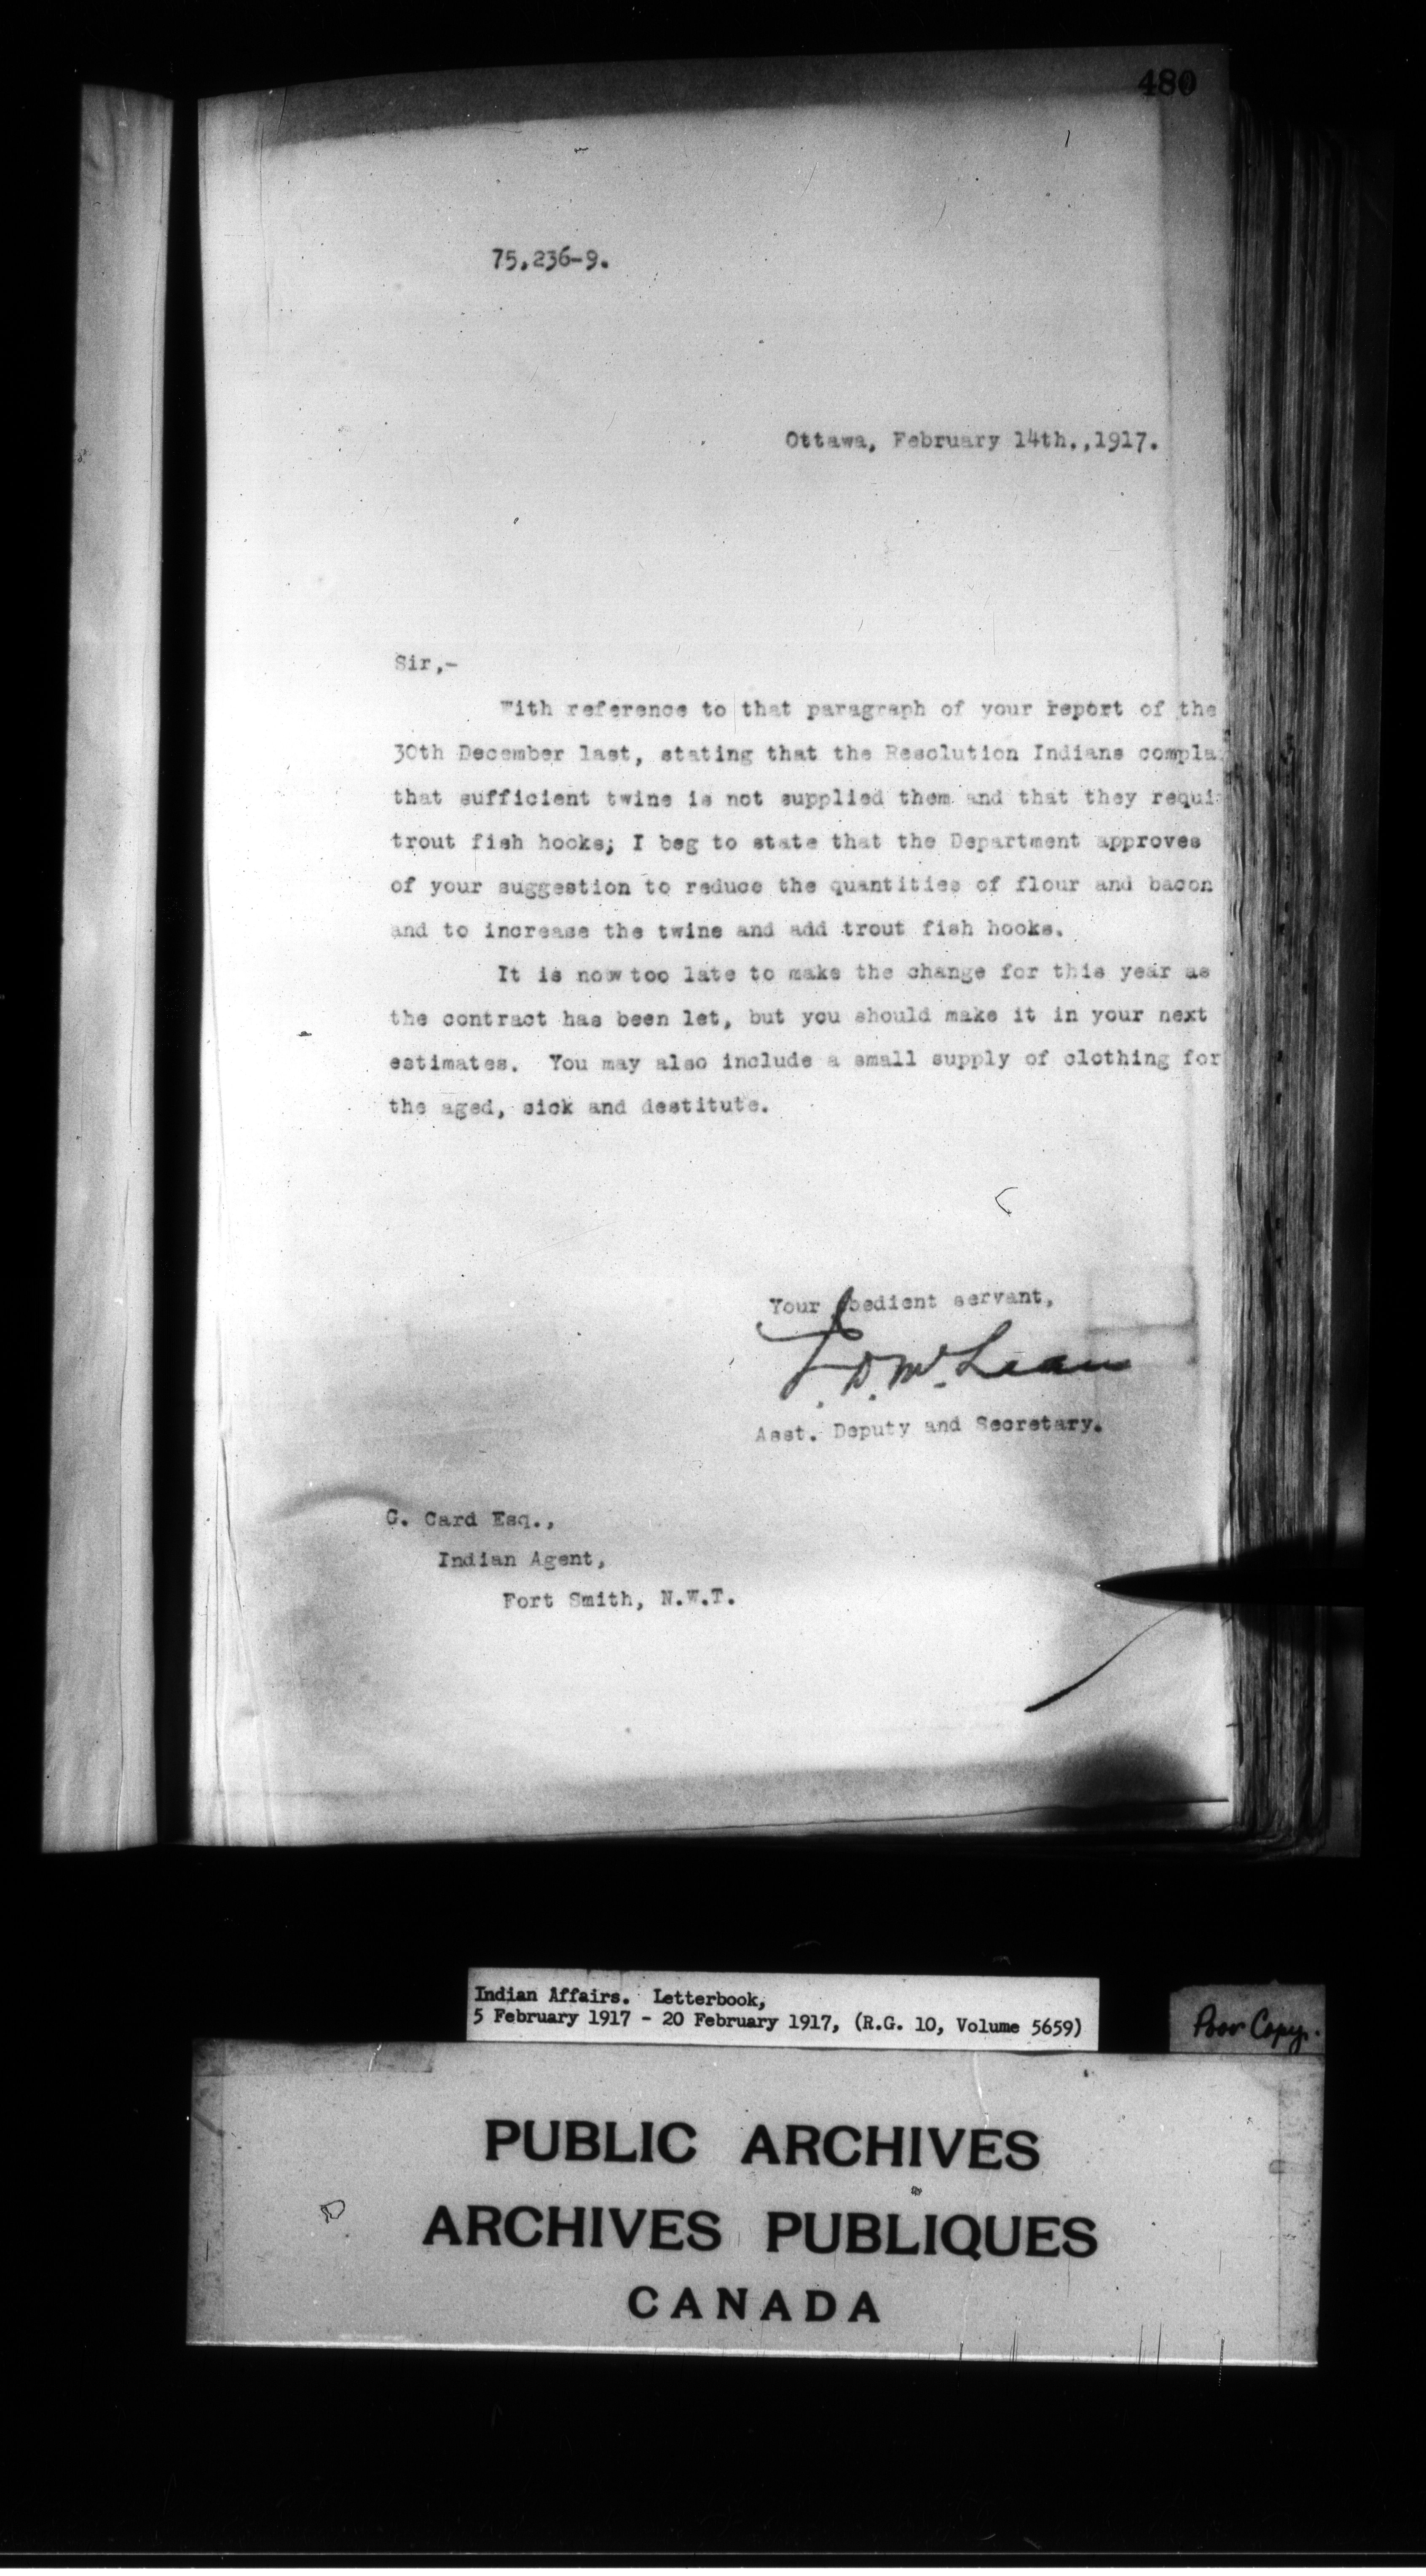 480
75,236-9.
Ottawa, February 14th.,1917.
Sir,-
With reference to that paragraph of your report of the
30th December last, stating that the Resolution Indians compla
that sufficient twine is not supplied them and that they requi
trout fish hooks; I beg to state that the Department approves
of your suggestion to reduce the quantities of flour and bacon
and to increase the twine and add trout fish hooks.
It is now too late to make the change for this year as
the contract has been let, but you should make it in your next
estimates. You may also include a small supply of clothing for
the aged, sick and destitute.
Your obedient servant,
J. D. McLean
Asst. Deputy and Secretary.
G. Card Esq.,
Indian Agent,
Fort Smith, N.W.T.
Indian Affairs. Letterbook,
5 February 1917 - 20 February 1917, (R.G. 10, Volume 5659)
Poor Copy.
PUBLIC ARCHIVES
ARCHIVES PUBLIQUES
CANADA